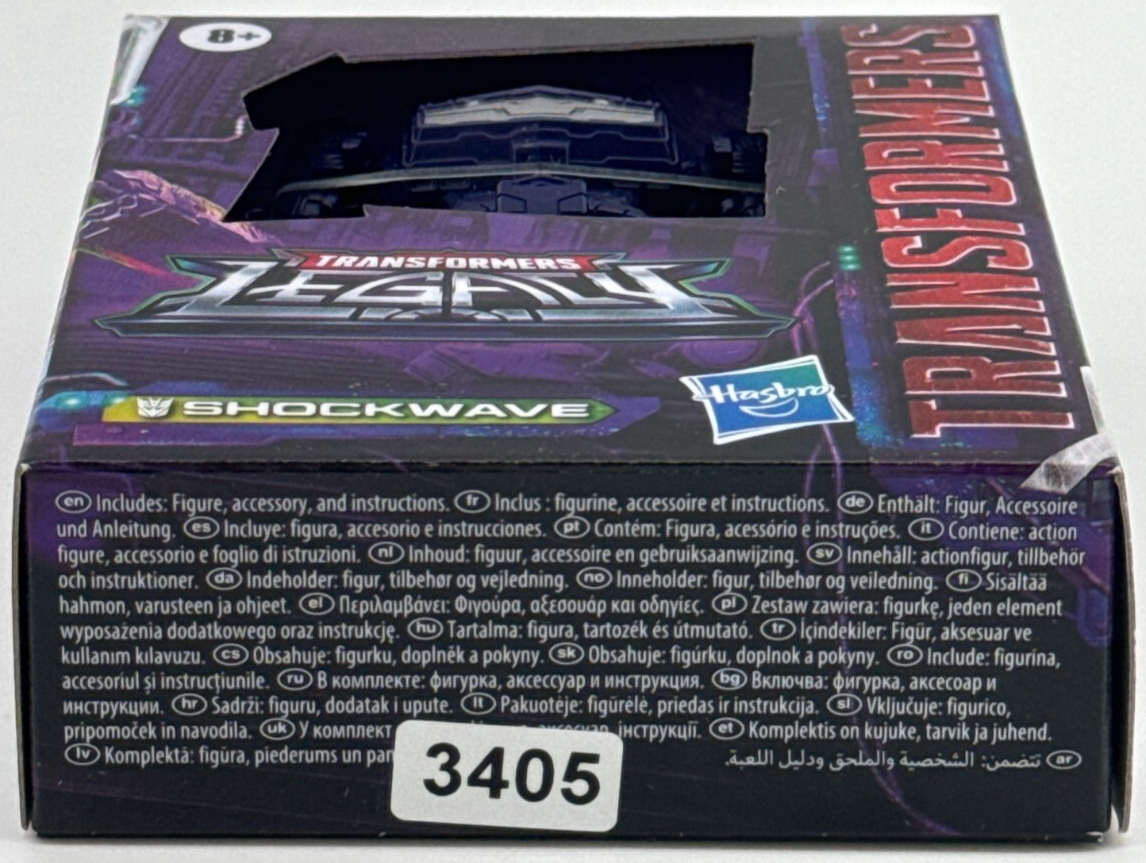 8+
TRANSFORMERS
TRANSFORMERS
LEGACY
Hasbro
SHOCKWAVE
en Includes: Figure, accessory, and instructions. fr Inclus : figurine, accessoire et instructions. de Enthält: Figur, Accessoire
und Anleitung. es Incluye: figura, accesorio e instrucciones. pt Contém: Figura, acessório e instruções. it Contiene: action
figure, accessorio e foglio di istruzioni. nl Inhoud: figuur, accessoire en gebruiksaanwijzing. sv Innehåll: actionfigur, tillbehör
och instruktioner. da Indeholder: figur, tilbehør og vejledning. no Inneholder: figur, tilbehør og veiledning. fi Sisältää
hahmon, varusteen ja ohjeet. el Περιλαμβάνει: Φιγούρα, αξεσουάρ και οδηγίες. pl Zestaw zawiera: figurkę, jeden element
wyposażenia dodatkowego oraz instrukcję. hu Tartalma: figura, tartozék és útmutató. tr İçindekiler: Figür, aksesuar ve
kullanım kılavuzu. cs Obsahuje: figurku, doplněk a pokyny. sk Obsahuje: figúrku, doplnok a pokyny. ro Include: figurina,
accesoriul și instrucțiunile. ru В комплекте: фигурка, аксессуар и инструкция. bg Включва: фигурка, аксесоар и
инструкции. hr Sadrži: figuru, dodatak i upute. lt Pakuotėje: figūrėlė, priedas ir instrukcija. sl Vključuje: figurico,
pripomoček in navodila. uk У комплект інструкції. et Komplektis on kujuke, tarvik ja juhend.
lv Komplektā: figūra, piederums un ar تتضمن: الشخصية والملحق ودليل اللعبة.
3405